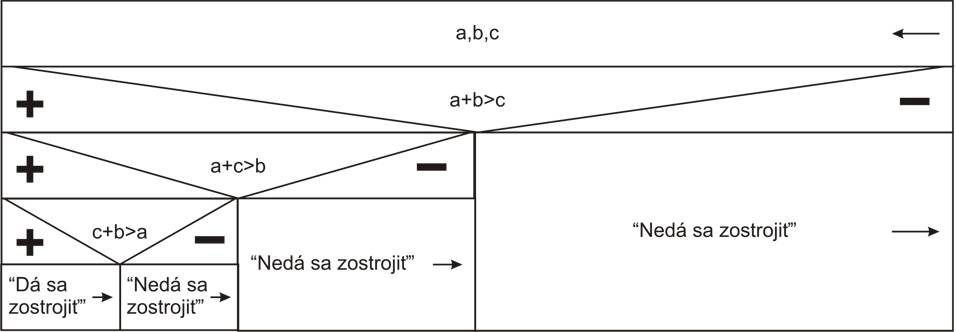 a,b,c
+ a+b>c −
+ a+c>b −
+ c+b>a −
“Nedá sa zostrojit’”
“Nedá sa zostrojit’”
“Dá sa
zostrojit’”
“Nedá sa
zostrojit’”